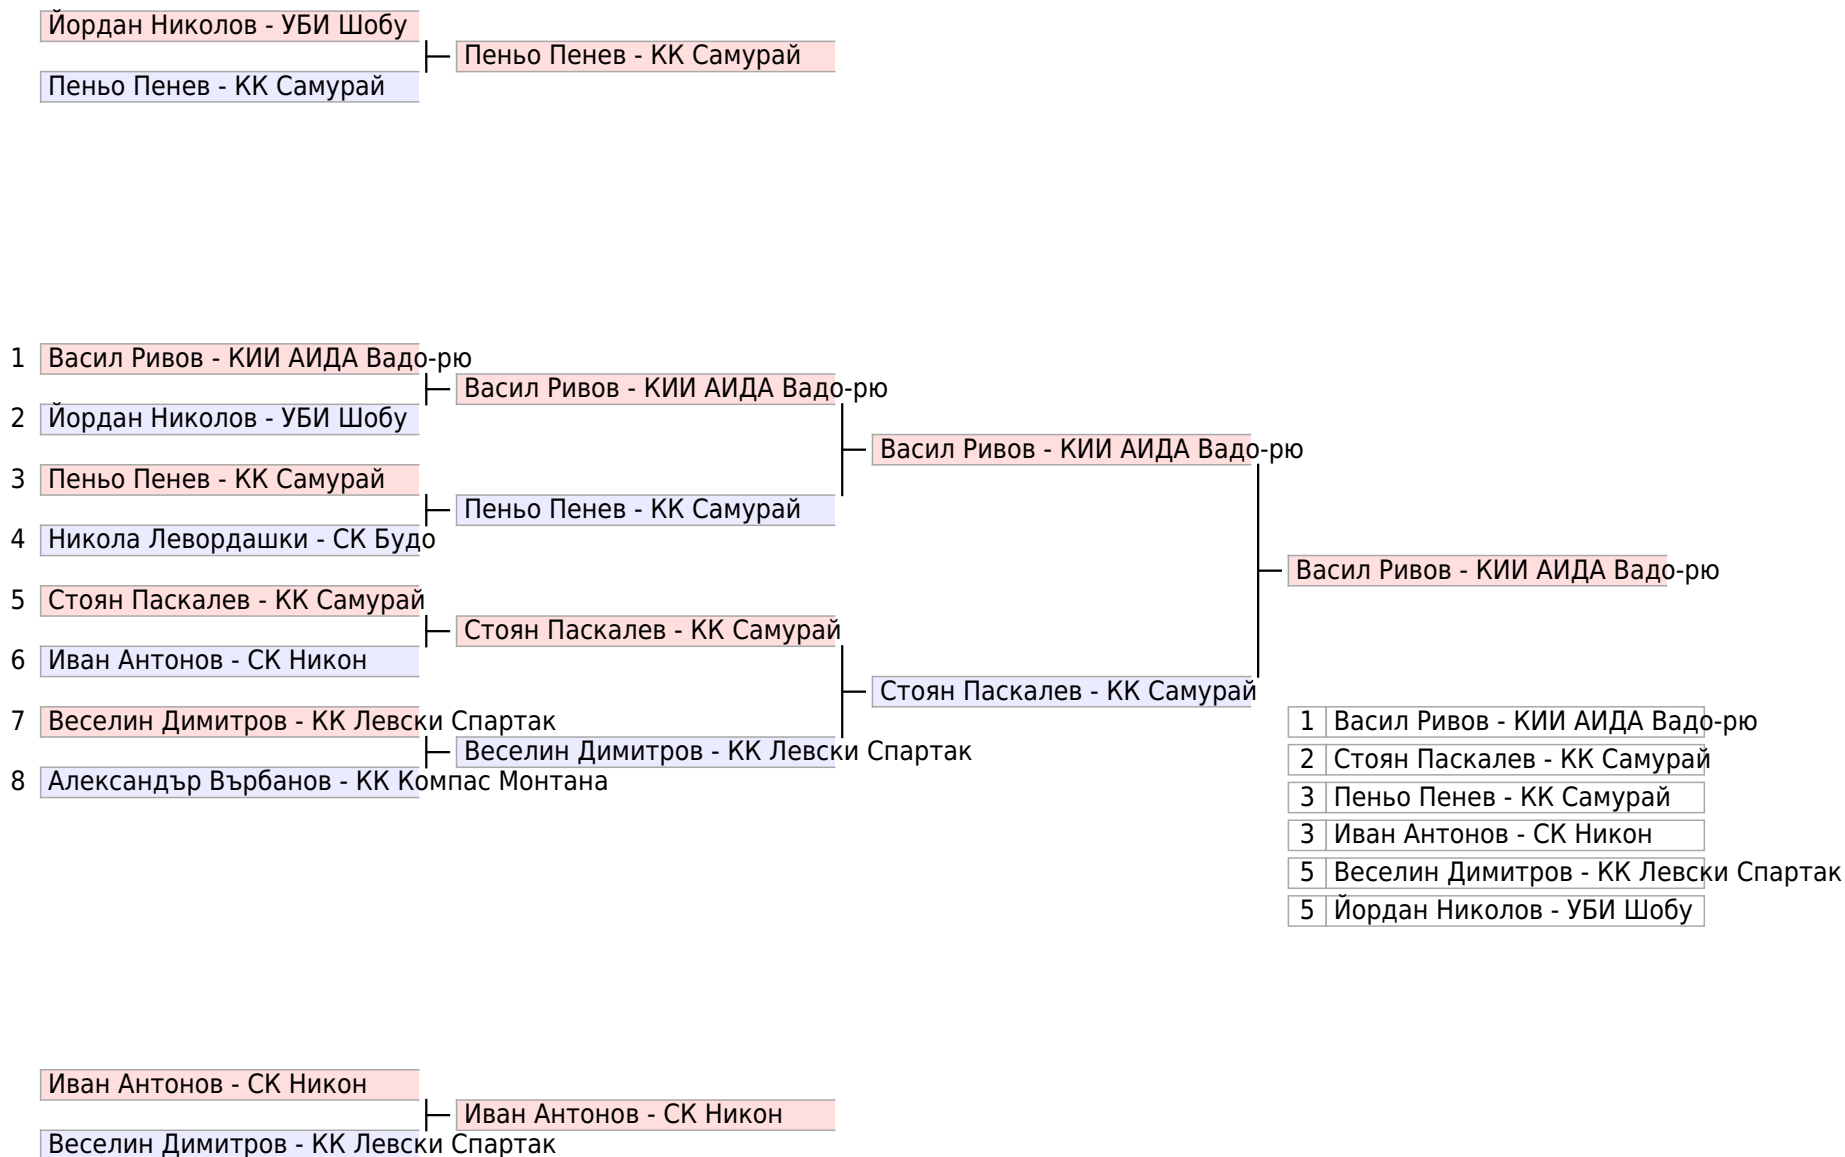 Йордан Николов - УБИ Шобу
Пеньо Пенев - КК Самурай
Пеньо Пенев - КК Самурай
1 Васил Ривов - КИИ АИДА Вадо-рю
Васил Ривов - КИИ АИДА Вадо-рю
2 Йордан Николов - УБИ Шобу
Васил Ривов - КИИ АИДА Вадо-рю
3 Пеньо Пенев - КК Самурай
Пеньо Пенев - КК Самурай
4 Никола Левордашки - СК Будо
Васил Ривов - КИИ АИДА Вадо-рю
5 Стоян Паскалев - КК Самурай
Стоян Паскалев - КК Самурай
6 Иван Антонов - СК Никон
Стоян Паскалев - КК Самурай
7 Веселин Димитров - КК Левски Спартак
Веселин Димитров - КК Левски Спартак
8 Александър Върбанов - КК Компас Монтана
1 Васил Ривов - КИИ АИДА Вадо-рю
2 Стоян Паскалев - КК Самурай
3 Пеньо Пенев - КК Самурай
3 Иван Антонов - СК Никон
5 Веселин Димитров - КК Левски Спартак
5 Йордан Николов - УБИ Шобу
Иван Антонов - СК Никон
Иван Антонов - СК Никон
Веселин Димитров - КК Левски Спартак